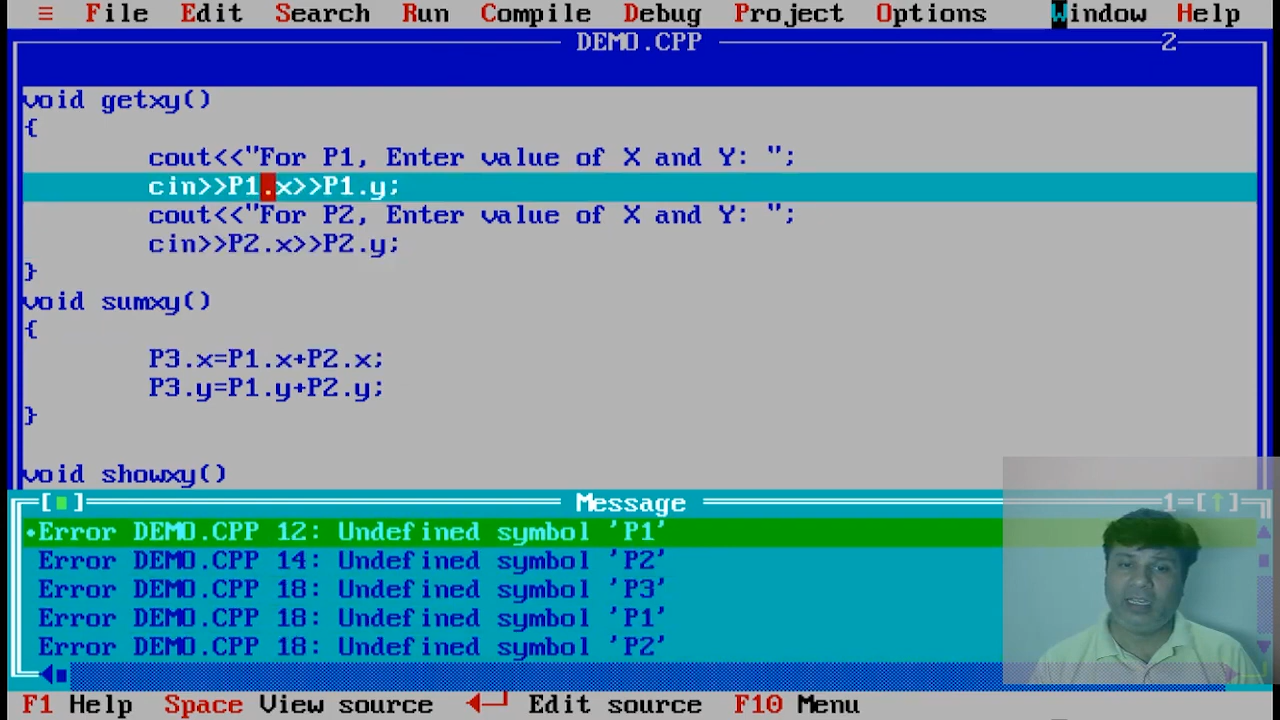 ≡ File Edit Search Run Compile Debug Project Options Window Help
DEMO.CPP 2
void getxy()
{
cout<<"For P1, Enter value of X and Y: ";
cin>>P1.x>>P1.y;
cout<<"For P2, Enter value of X and Y: ";
cin>>P2.x>>P2.y;
}
void sumxy()
{
P3.x=P1.x+P2.x;
P3.y=P1.y+P2.y;
}
void showxy()
[■] Message 1=[↑]
•Error DEMO.CPP 12: Undefined symbol 'P1'
Error DEMO.CPP 14: Undefined symbol 'P2'
Error DEMO.CPP 18: Undefined symbol 'P3'
Error DEMO.CPP 18: Undefined symbol 'P1'
Error DEMO.CPP 18: Undefined symbol 'P2'
F1 Help Space View source ◄┘ Edit source F10 Menu